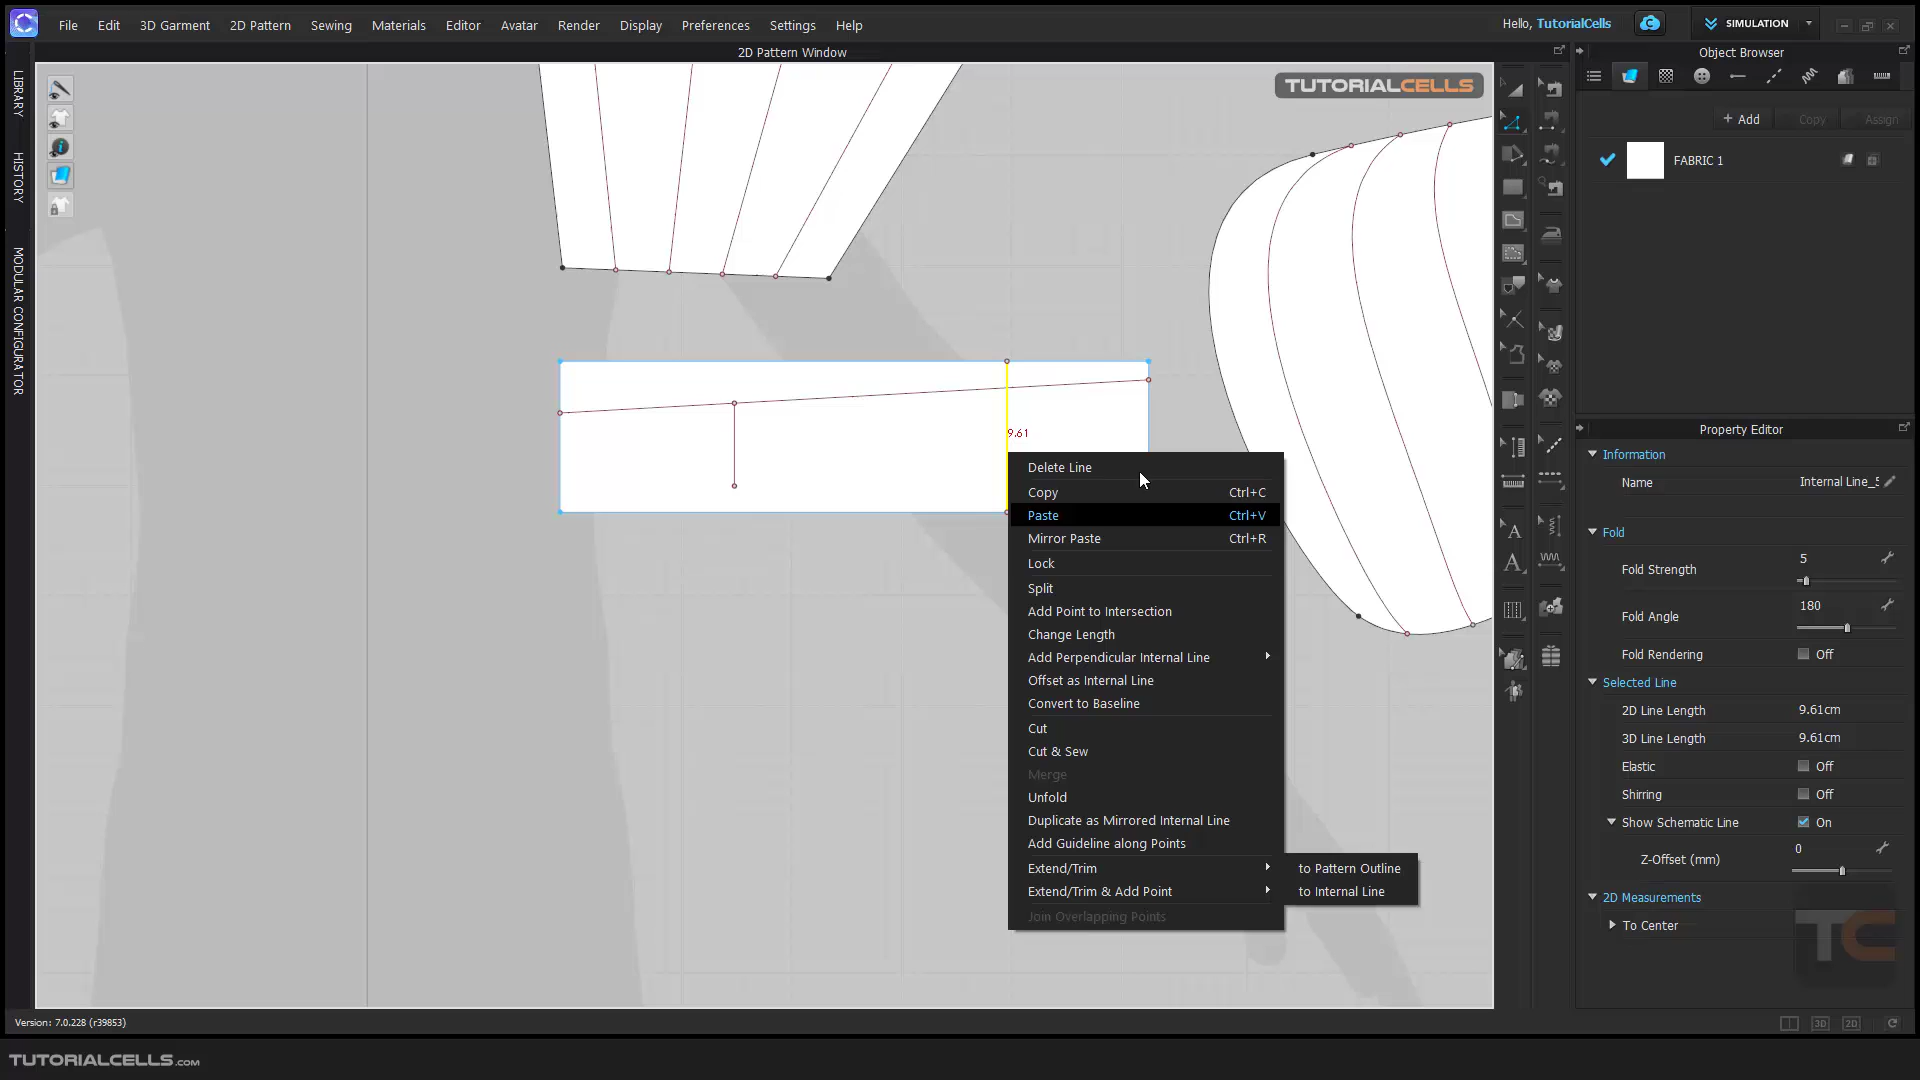 File Edit 3D Garment 2D Pattern Sewing Materials Editor Avatar Render Display Preferences Settings Help
Hello, TutorialCells
SIMULATION
2D Pattern Window
Object Browser
LIBRARY
HISTORY
MODULAR CONFIGURATOR
TUTORIALCELLS
+ Add Copy Assign
FABRIC 1
9.61
Delete Line
Copy Ctrl+C
Paste Ctrl+V
Mirror Paste Ctrl+R
Lock
Split
Add Point to Intersection
Change Length
Add Perpendicular Internal Line
Offset as Internal Line
Convert to Baseline
Cut
Cut & Sew
Merge
Unfold
Duplicate as Mirrored Internal Line
Add Guideline along Points
Extend/Trim
Extend/Trim & Add Point
Join Overlapping Points
to Pattern Outline
to Internal Line
Property Editor
Information
Name Internal Line_5
Fold
Fold Strength 5
Fold Angle 180
Fold Rendering Off
Selected Line
2D Line Length 9.61cm
3D Line Length 9.61cm
Elastic Off
Shirring Off
Show Schematic Line On
Z-Offset (mm) 0
2D Measurements
To Center
TC
Version: 7.0.228 (r39853)
3D 2D
TUTORIALCELLS.com